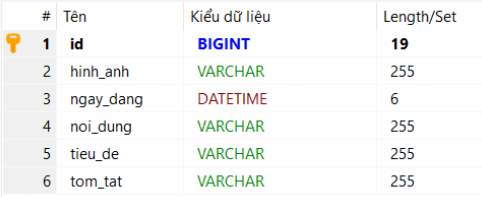 # Tên Kiểu dữ liệu Length/Set
1 id BIGINT 19
2 hinh_anh VARCHAR 255
3 ngay_dang DATETIME 6
4 noi_dung VARCHAR 255
5 tieu_de VARCHAR 255
6 tom_tat VARCHAR 255